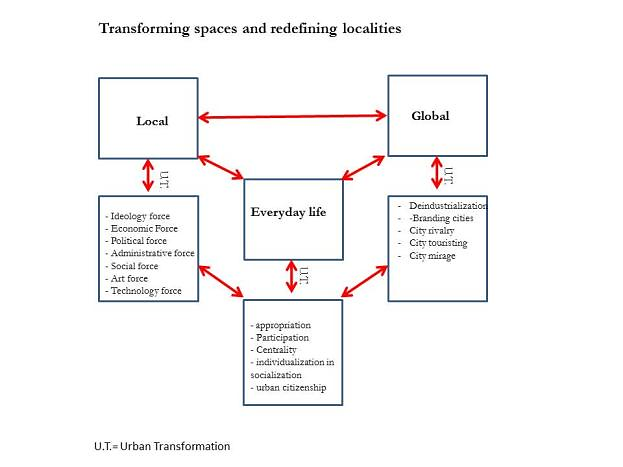 Transforming spaces and redefining localities
Local
Global
U.T.
U.T.
Everyday life
- Ideology force
- Economic Force
- Political force
- Administrative force
- Social force
- Art force
- Technology force
- Deindustrialization
- -Branding cities
- City rivalry
- City touristing
- City mirage
U.T.
- appropriation
- Participation
- Centrality
- individualization in
socialization
- urban citizenship
U.T.= Urban Transformation